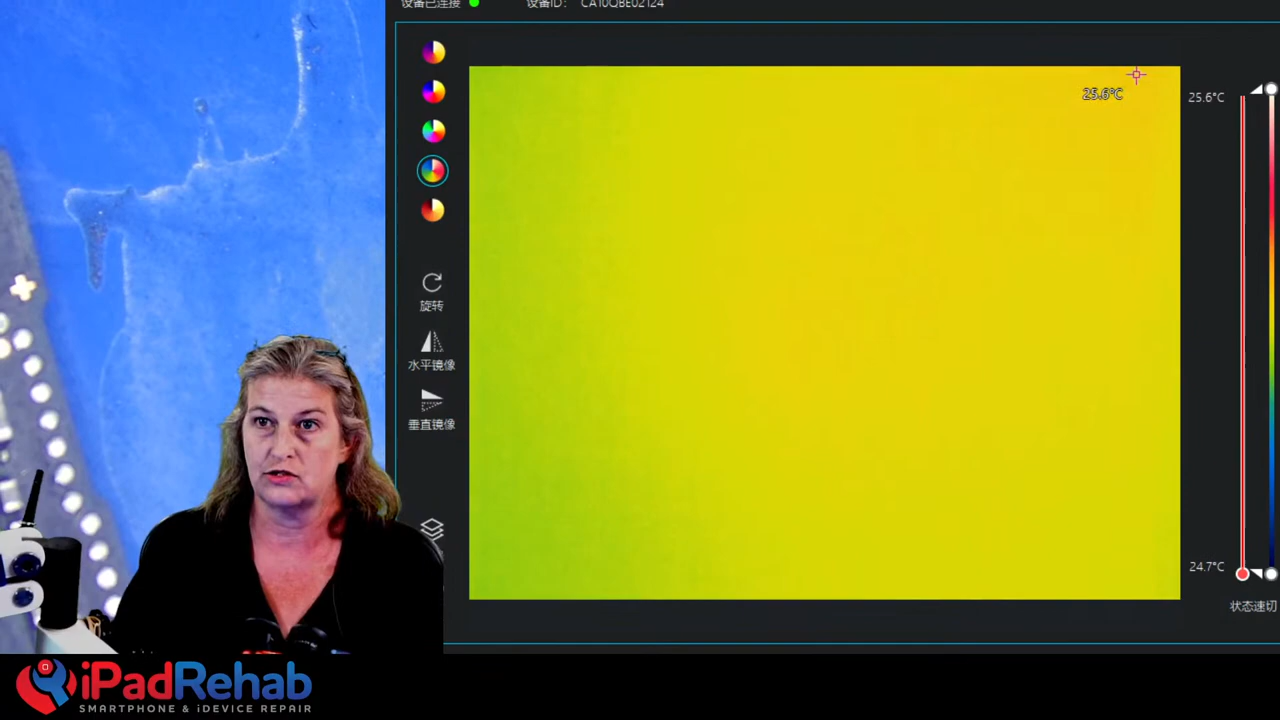 设备已连接
设备ID: CA10QBE02124
25.6°C
25.6°C
旋转
水平镜像
垂直镜像
24.7°C
状态速切
iPadRehab
SMARTPHONE & iDEVICE REPAIR